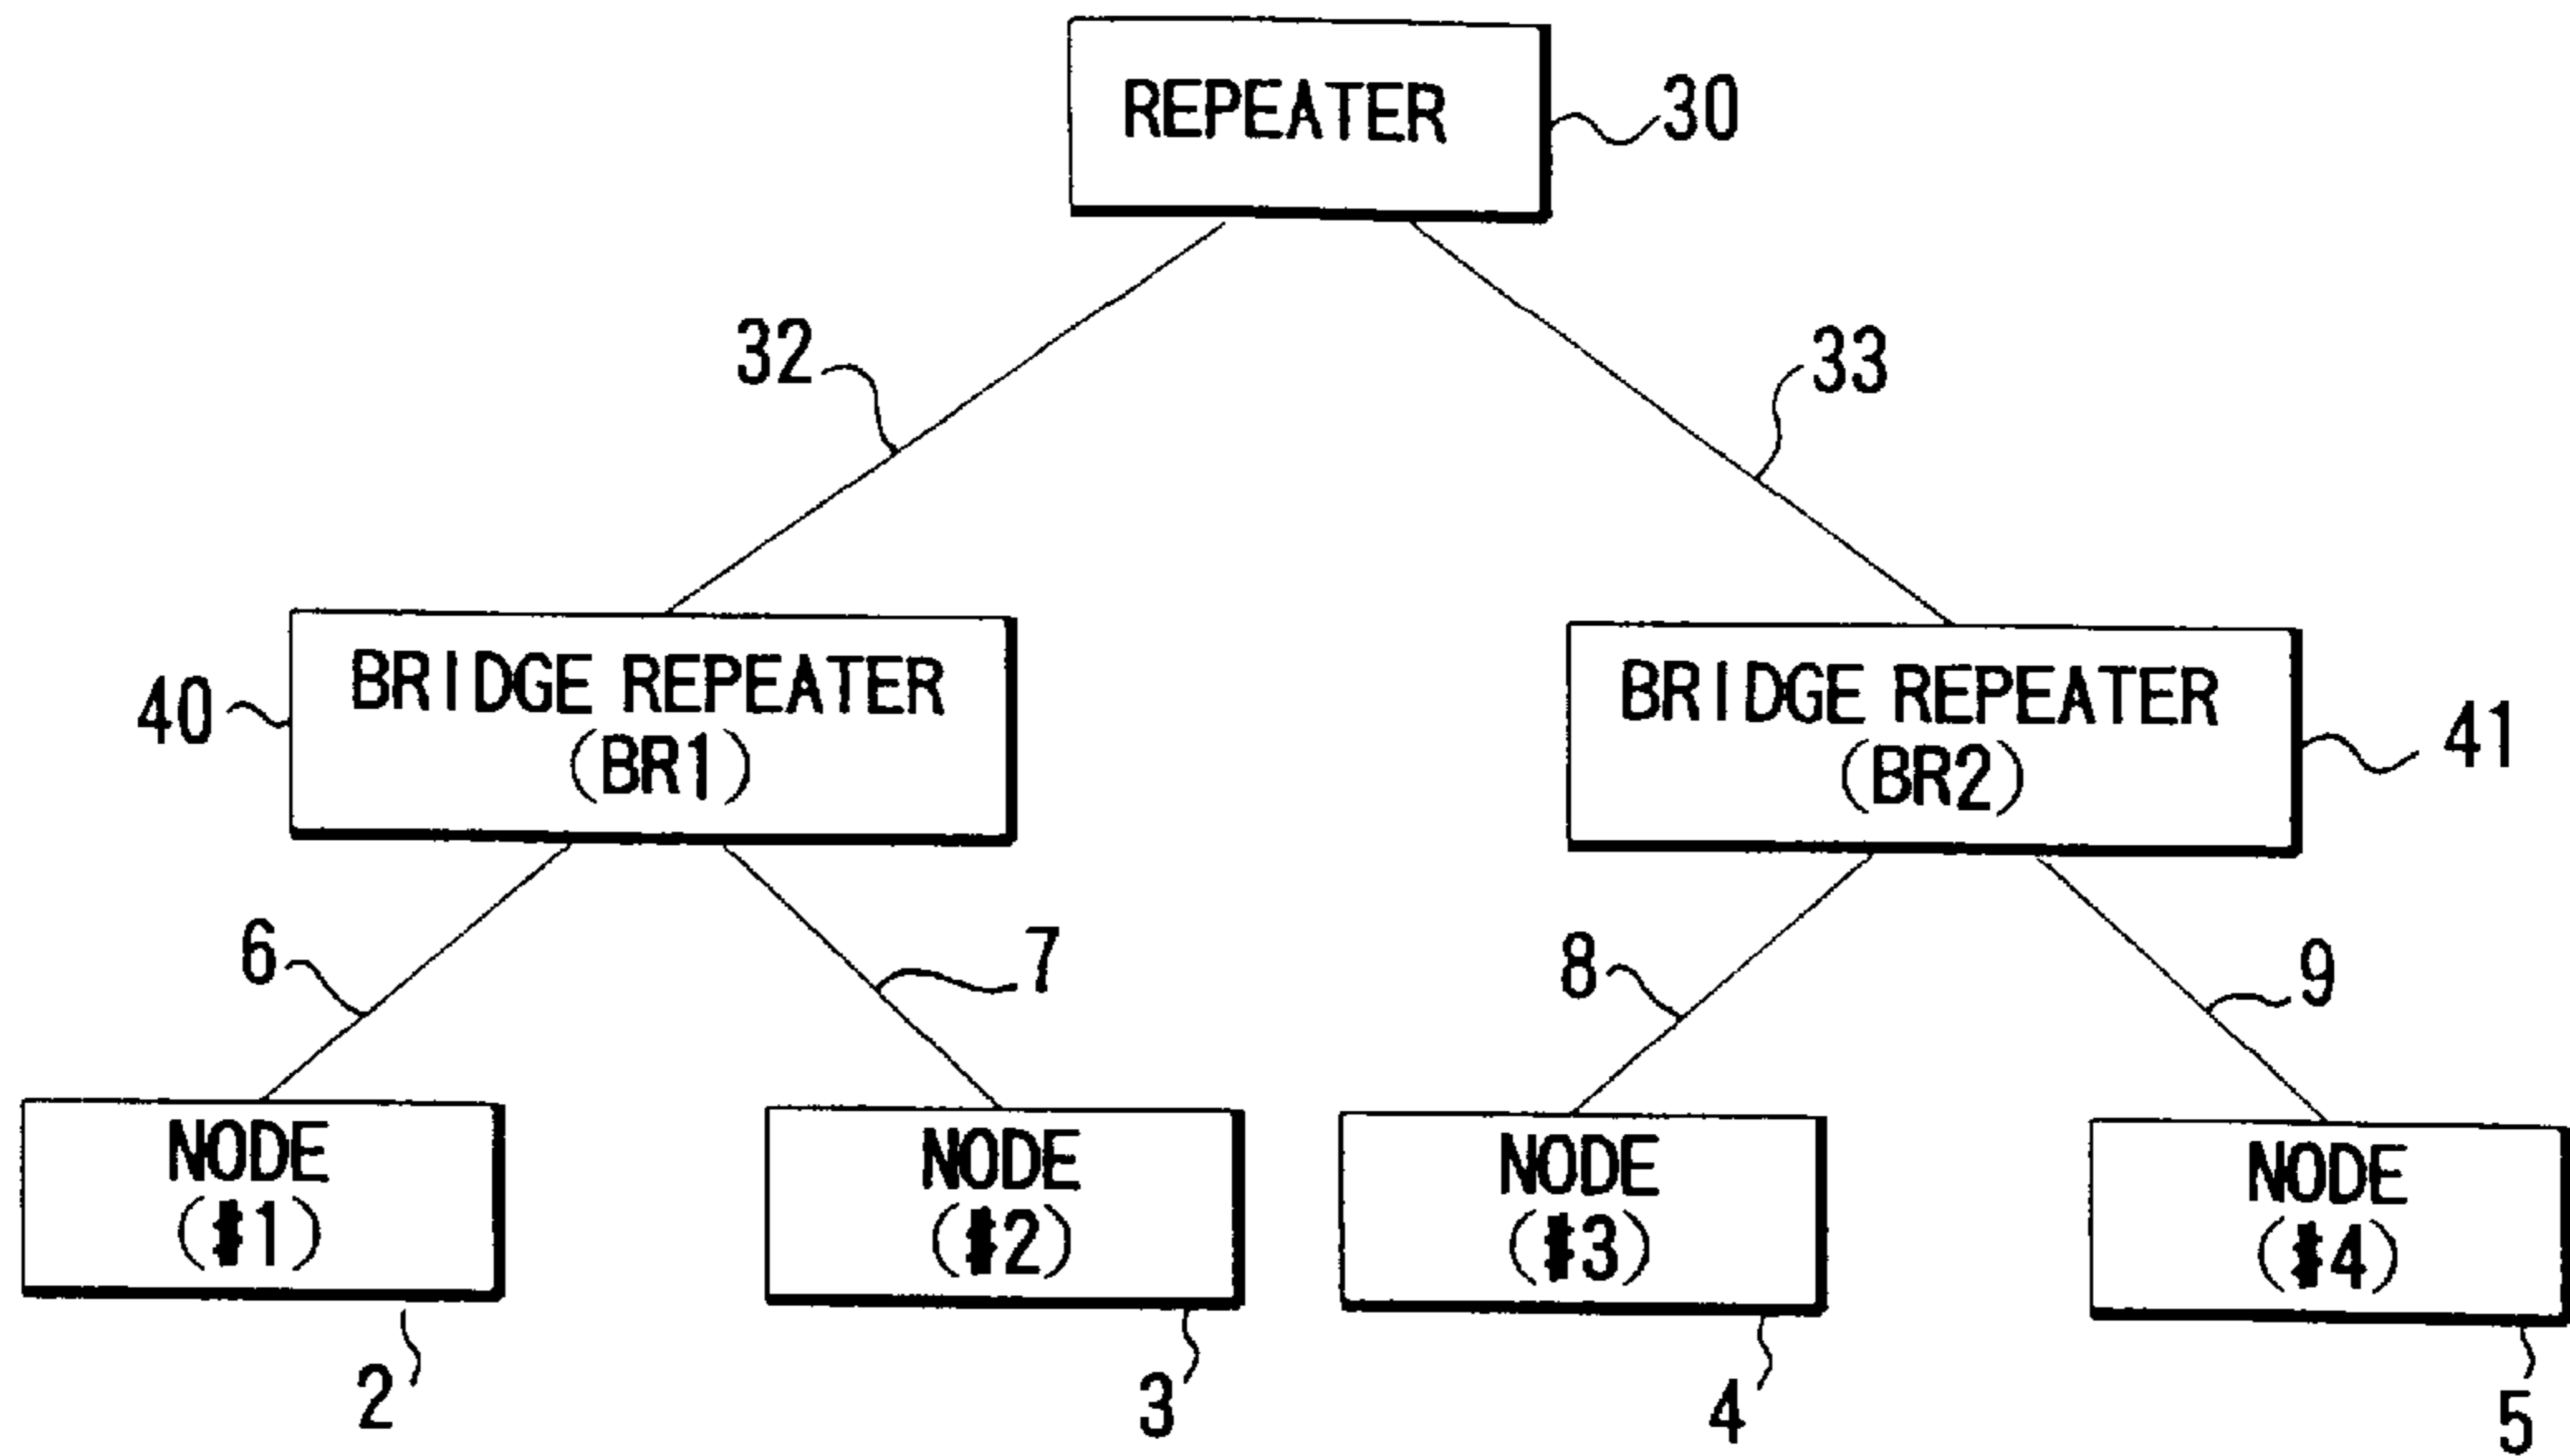 REPEATER
30
32
33
BRIDGE REPEATER
(BR1)
40
BRIDGE REPEATER
(BR2)
41
6
7
8
9
NODE
(#1)
NODE
(#2)
NODE
(#3)
NODE
(#4)
2
3
4
5